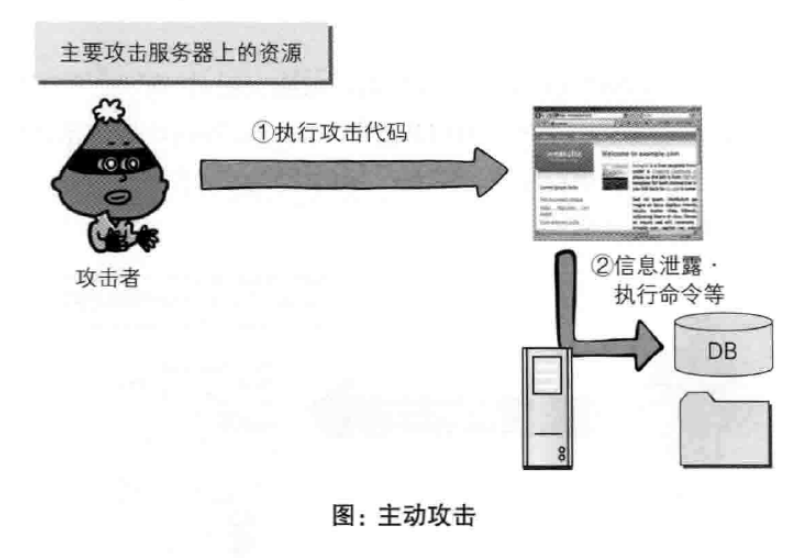 主要攻击服务器上的资源
①执行攻击代码
Welcome to example.com
攻击者
②信息泄露·
执行命令等
DB
图：主动攻击